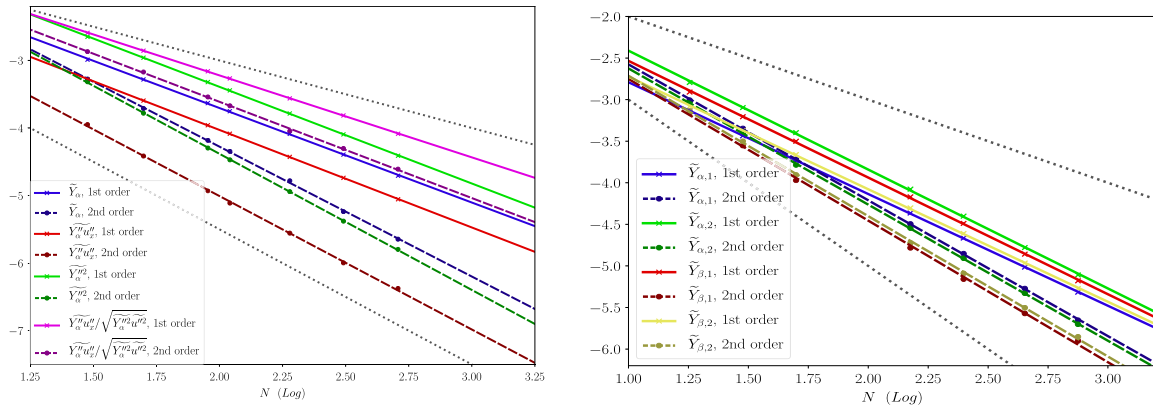 −3
−4
−5
−6
−7
1.25
1.50
1.75
2.00
2.25
2.50
2.75
3.00
3.25
N (Log)
Ỹα, 1st order
Ỹα, 2nd order
Y″αu″x, 1st order
Y″αu″x, 2nd order
Y″2α, 1st order
Y″2α, 2nd order
Y″αu″x/√Y″2αu″2, 1st order
Y″αu″x/√Y″2αu″2, 2nd order
−2.0
−2.5
−3.0
−3.5
−4.0
−4.5
−5.0
−5.5
−6.0
1.00
1.25
1.50
1.75
2.00
2.25
2.50
2.75
3.00
N (Log)
Ỹα,1, 1st order
Ỹα,1, 2nd order
Ỹα,2, 1st order
Ỹα,2, 2nd order
Ỹβ,1, 1st order
Ỹβ,1, 2nd order
Ỹβ,2, 1st order
Ỹβ,2, 2nd order